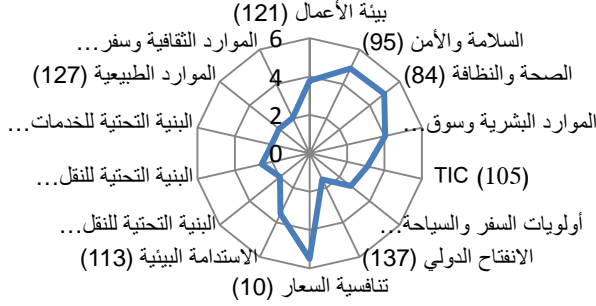 بيئة الأعمال (121)
السلامة والأمن (95)
الصحة والنظافة (84)
الموارد البشرية وسوق...
TIC (105)
أولويات السفر والسياحة...
الانفتاح الدولي (137)
تنافسية السعار (10)
الاستدامة البيئية (113)
البنية التحتية للنقل...
البنية التحتية للنقل...
البنية التحتية للخدمات...
الموارد الطبيعية (127)
الموارد الثقافية وسفر...
6
4
2
0